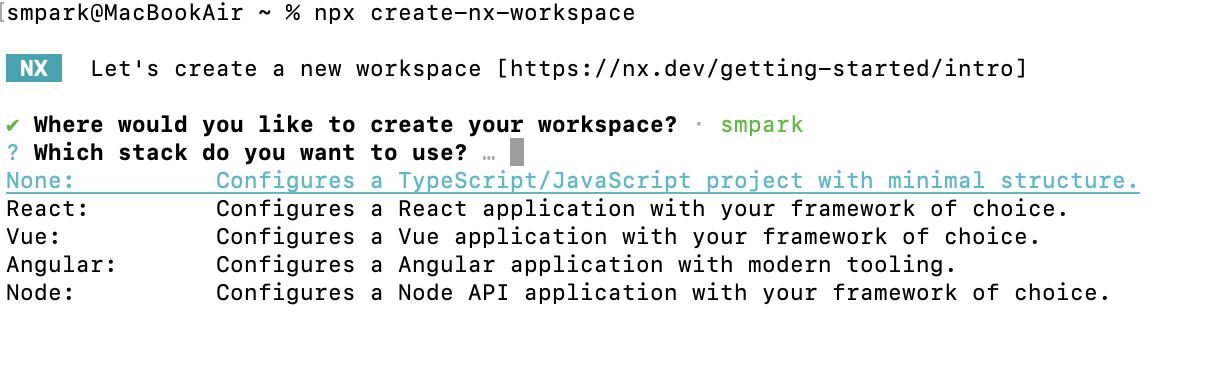 smpark@MacBookAir ~ % npx create-nx-workspace
NX Let's create a new workspace [https://nx.dev/getting-started/intro]
✔ Where would you like to create your workspace? · smpark
? Which stack do you want to use? …
None: Configures a TypeScript/JavaScript project with minimal structure.
React: Configures a React application with your framework of choice.
Vue: Configures a Vue application with your framework of choice.
Angular: Configures a Angular application with modern tooling.
Node: Configures a Node API application with your framework of choice.